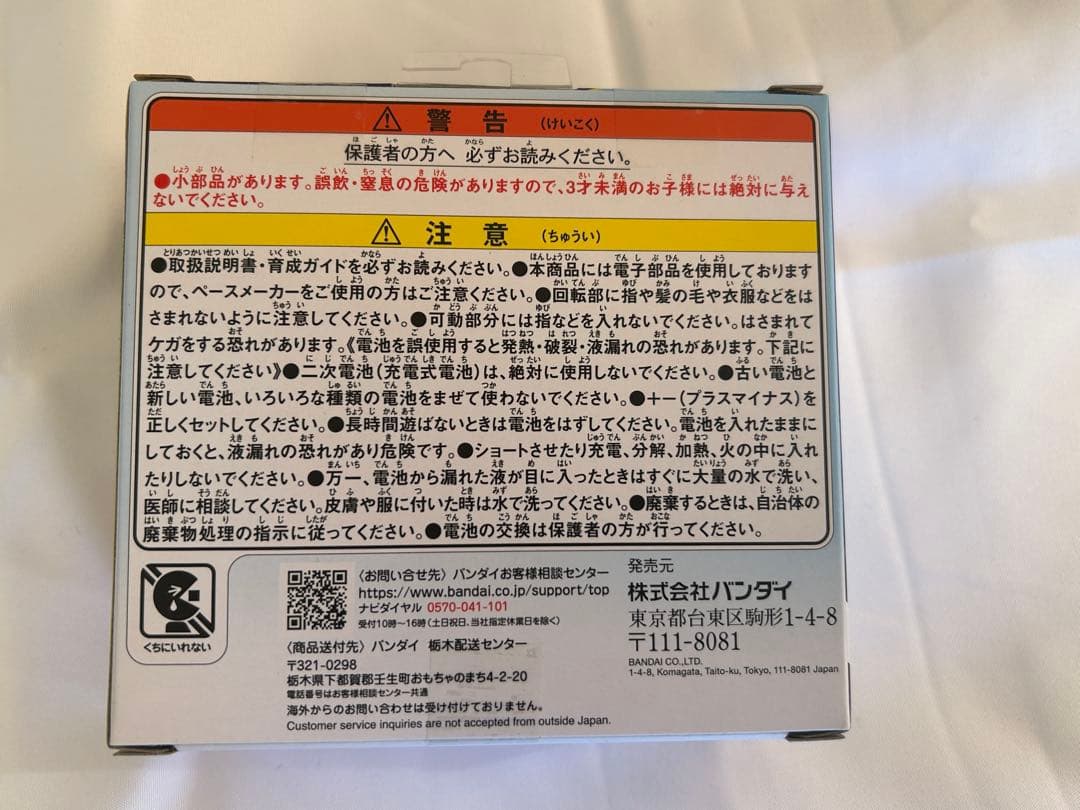 警告 (けいこく)
保護者の方へ 必ずお読みください。
●小部品があります。誤飲・窒息の危険がありますので、3才未満のお子様には絶対に与え
ないでください。
注意 (ちゅうい)
●取扱説明書・育成ガイドを必ずお読みください。●本商品には電子部品を使用しております
ので、ペースメーカーをご使用の方はご注意ください。●回転部に指や髪の毛や衣服などをは
さまれないように注意してください。●可動部分には指などを入れないでください。はさまれて
ケガをする恐れがあります。《電池を誤使用すると発熱・破裂・液漏れの恐れがあります。下記に
注意してください》●二次電池(充電式電池)は、絶対に使用しないでください。●古い電池と
新しい電池、いろいろな種類の電池をまぜて使わないでください。●+−(プラスマイナス)を
正しくセットしてください。●長時間遊ばないときは電池をはずしてください。電池を入れたままに
しておくと、液漏れの恐れがあり危険です。●ショートさせたり充電、分解、加熱、火の中に入れ
たりしないでください。●万一、電池から漏れた液が目に入ったときはすぐに大量の水で洗い、
医師に相談してください。皮膚や服に付いた時は水で洗ってください。●廃棄するときは、自治体の
廃棄物処理の指示に従ってください。●電池の交換は保護者の方が行ってください。
くちにいれない
〈お問い合せ先〉バンダイお客様相談センター
https://www.bandai.co.jp/support/top
ナビダイヤル 0570-041-101
受付10時〜16時(土日祝日、当社指定休業日を除く)
〈商品送付先〉バンダイ 栃木配送センター
〒321-0298
栃木県下都賀郡壬生町おもちゃのまち4-2-20
電話番号はお客様相談センター共通
海外からのお問い合わせは受け付けておりません。
Customer service inquiries are not accepted from outside Japan.
発売元
株式会社バンダイ
東京都台東区駒形1-4-8
〒111-8081
BANDAI CO.,LTD.
1-4-8, Komagata, Taito-ku, Tokyo, 111-8081 Japan